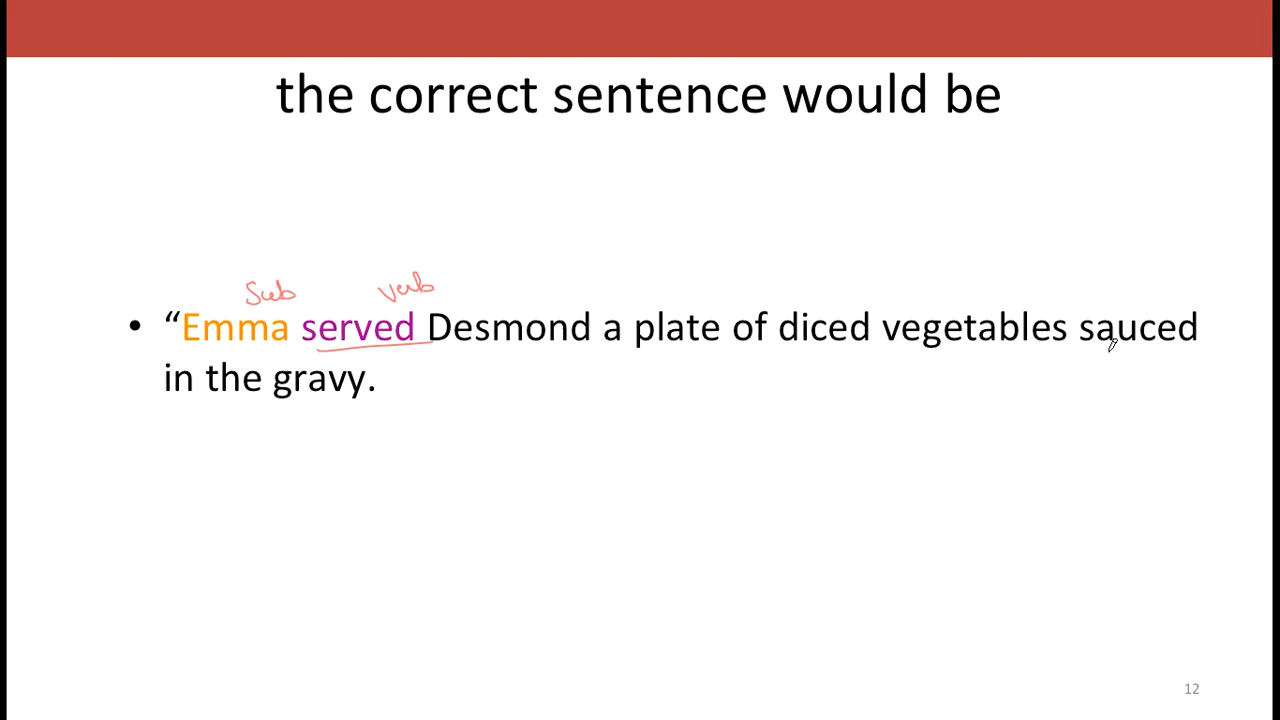 the correct sentence would be
Sub verb
• “Emma served Desmond a plate of diced vegetables sauced
in the gravy.
12